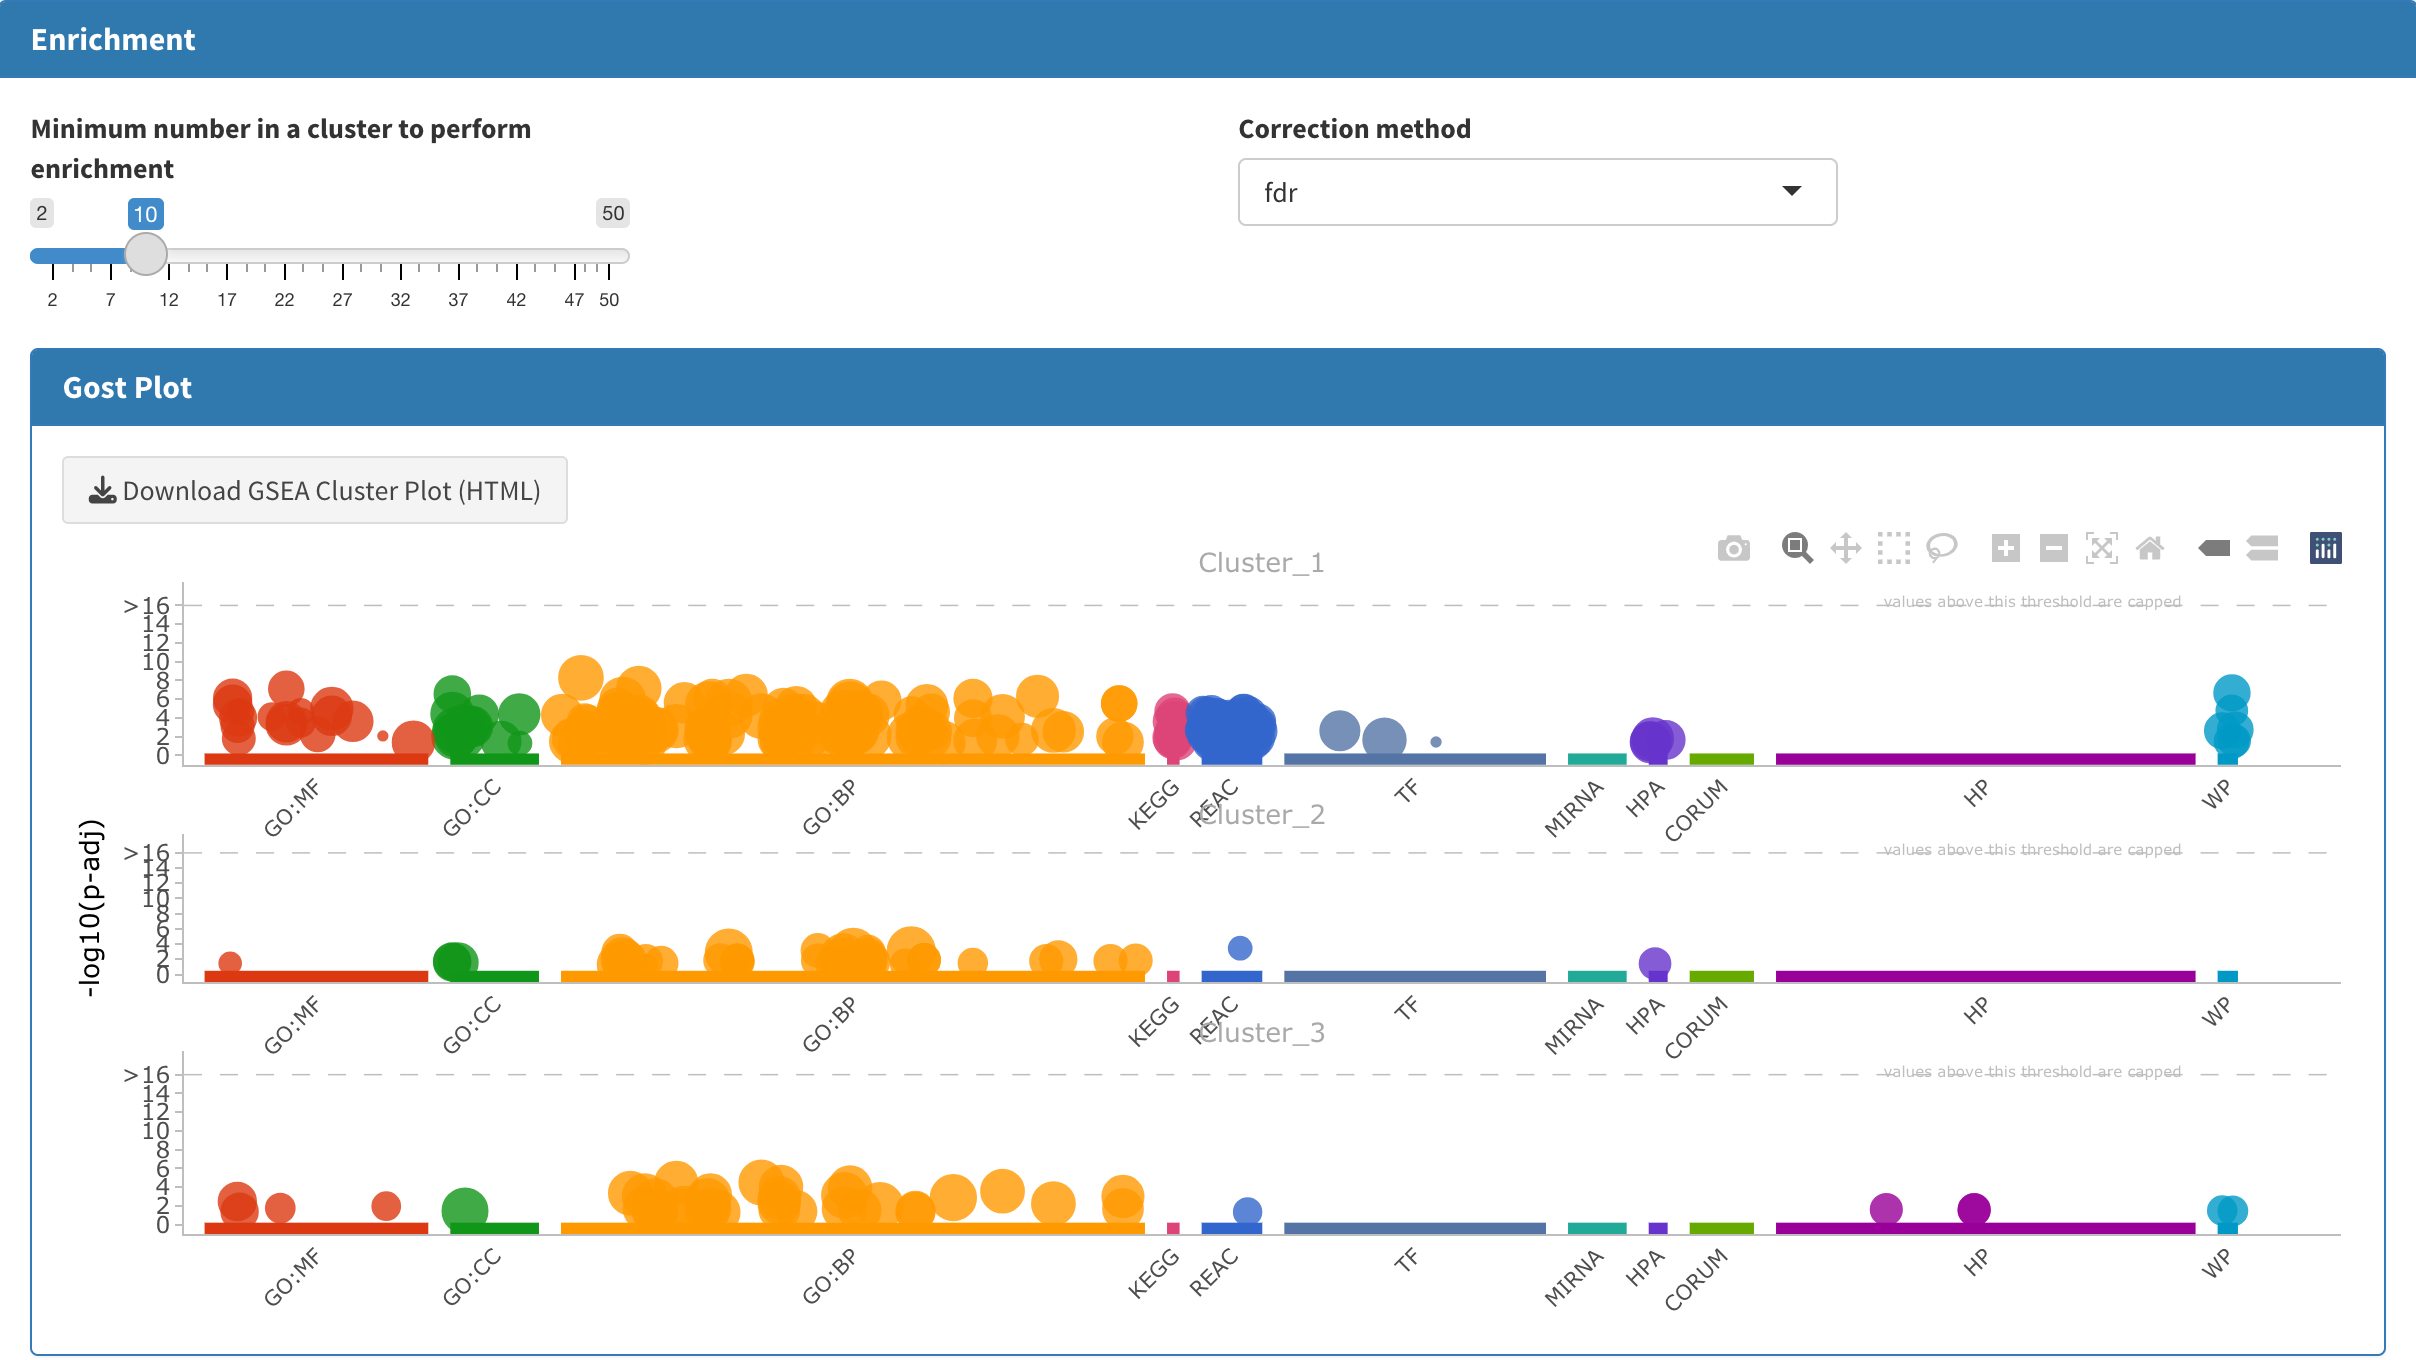 Enrichment
Minimum number in a cluster to perform
enrichment
2 10 50
2 7 12 17 22 27 32 37 42 47 50
Correction method
fdr
Gost Plot
Download GSEA Cluster Plot (HTML)
Cluster_1
values above this threshold are capped
>16
14
12
10
8
6
4
2
0
GO:MF GO:CC GO:BP KEGG REAC TF MIRNA HPA CORUM HP WP
Cluster_2
-log10(p-adj)
values above this threshold are capped
>16
14
12
10
8
6
4
2
0
GO:MF GO:CC GO:BP KEGG REAC TF MIRNA HPA CORUM HP WP
Cluster_3
values above this threshold are capped
>16
14
12
10
8
6
4
2
0
GO:MF GO:CC GO:BP KEGG REAC TF MIRNA HPA CORUM HP WP